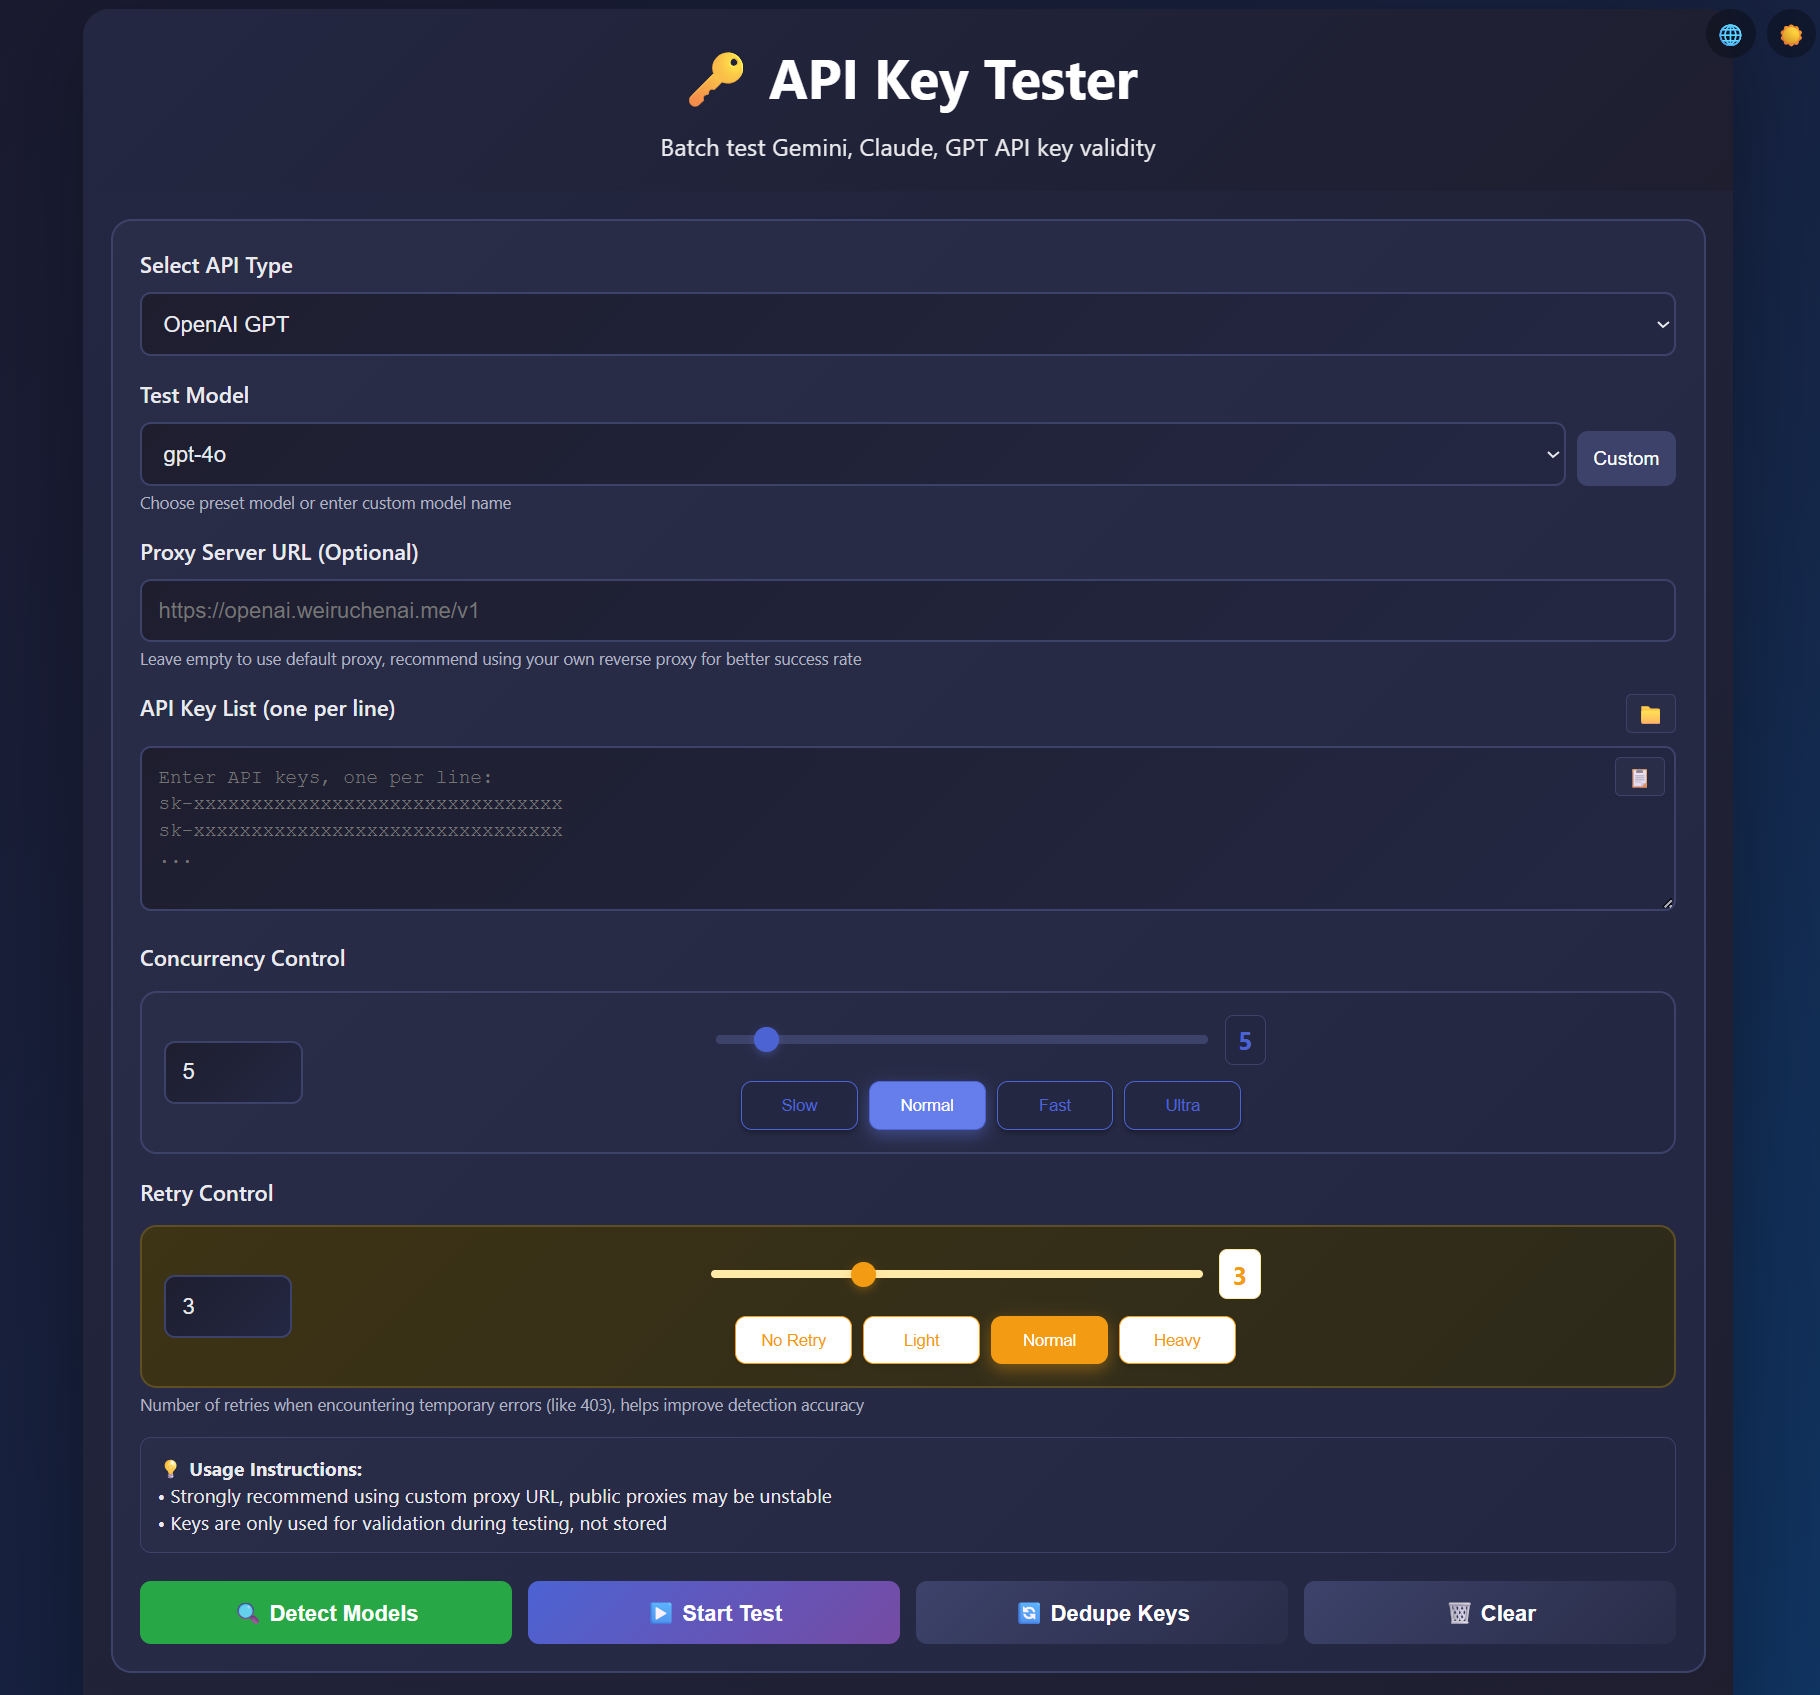 API Key Tester
Batch test Gemini, Claude, GPT API key validity
Select API Type
OpenAI GPT
Test Model
gpt-4o
Custom
Choose preset model or enter custom model name
Proxy Server URL (Optional)
https://openai.weiruchenai.me/v1
Leave empty to use default proxy, recommend using your own reverse proxy for better success rate
API Key List (one per line)
Enter API keys, one per line:
sk-xxxxxxxxxxxxxxxxxxxxxxxxxxxxxxxx
sk-xxxxxxxxxxxxxxxxxxxxxxxxxxxxxxxx
...
Concurrency Control
5
5
Slow Normal Fast Ultra
Retry Control
3
3
No Retry Light Normal Heavy
Number of retries when encountering temporary errors (like 403), helps improve detection accuracy
Usage Instructions:
• Strongly recommend using custom proxy URL, public proxies may be unstable
• Keys are only used for validation during testing, not stored
Detect Models Start Test Dedupe Keys Clear